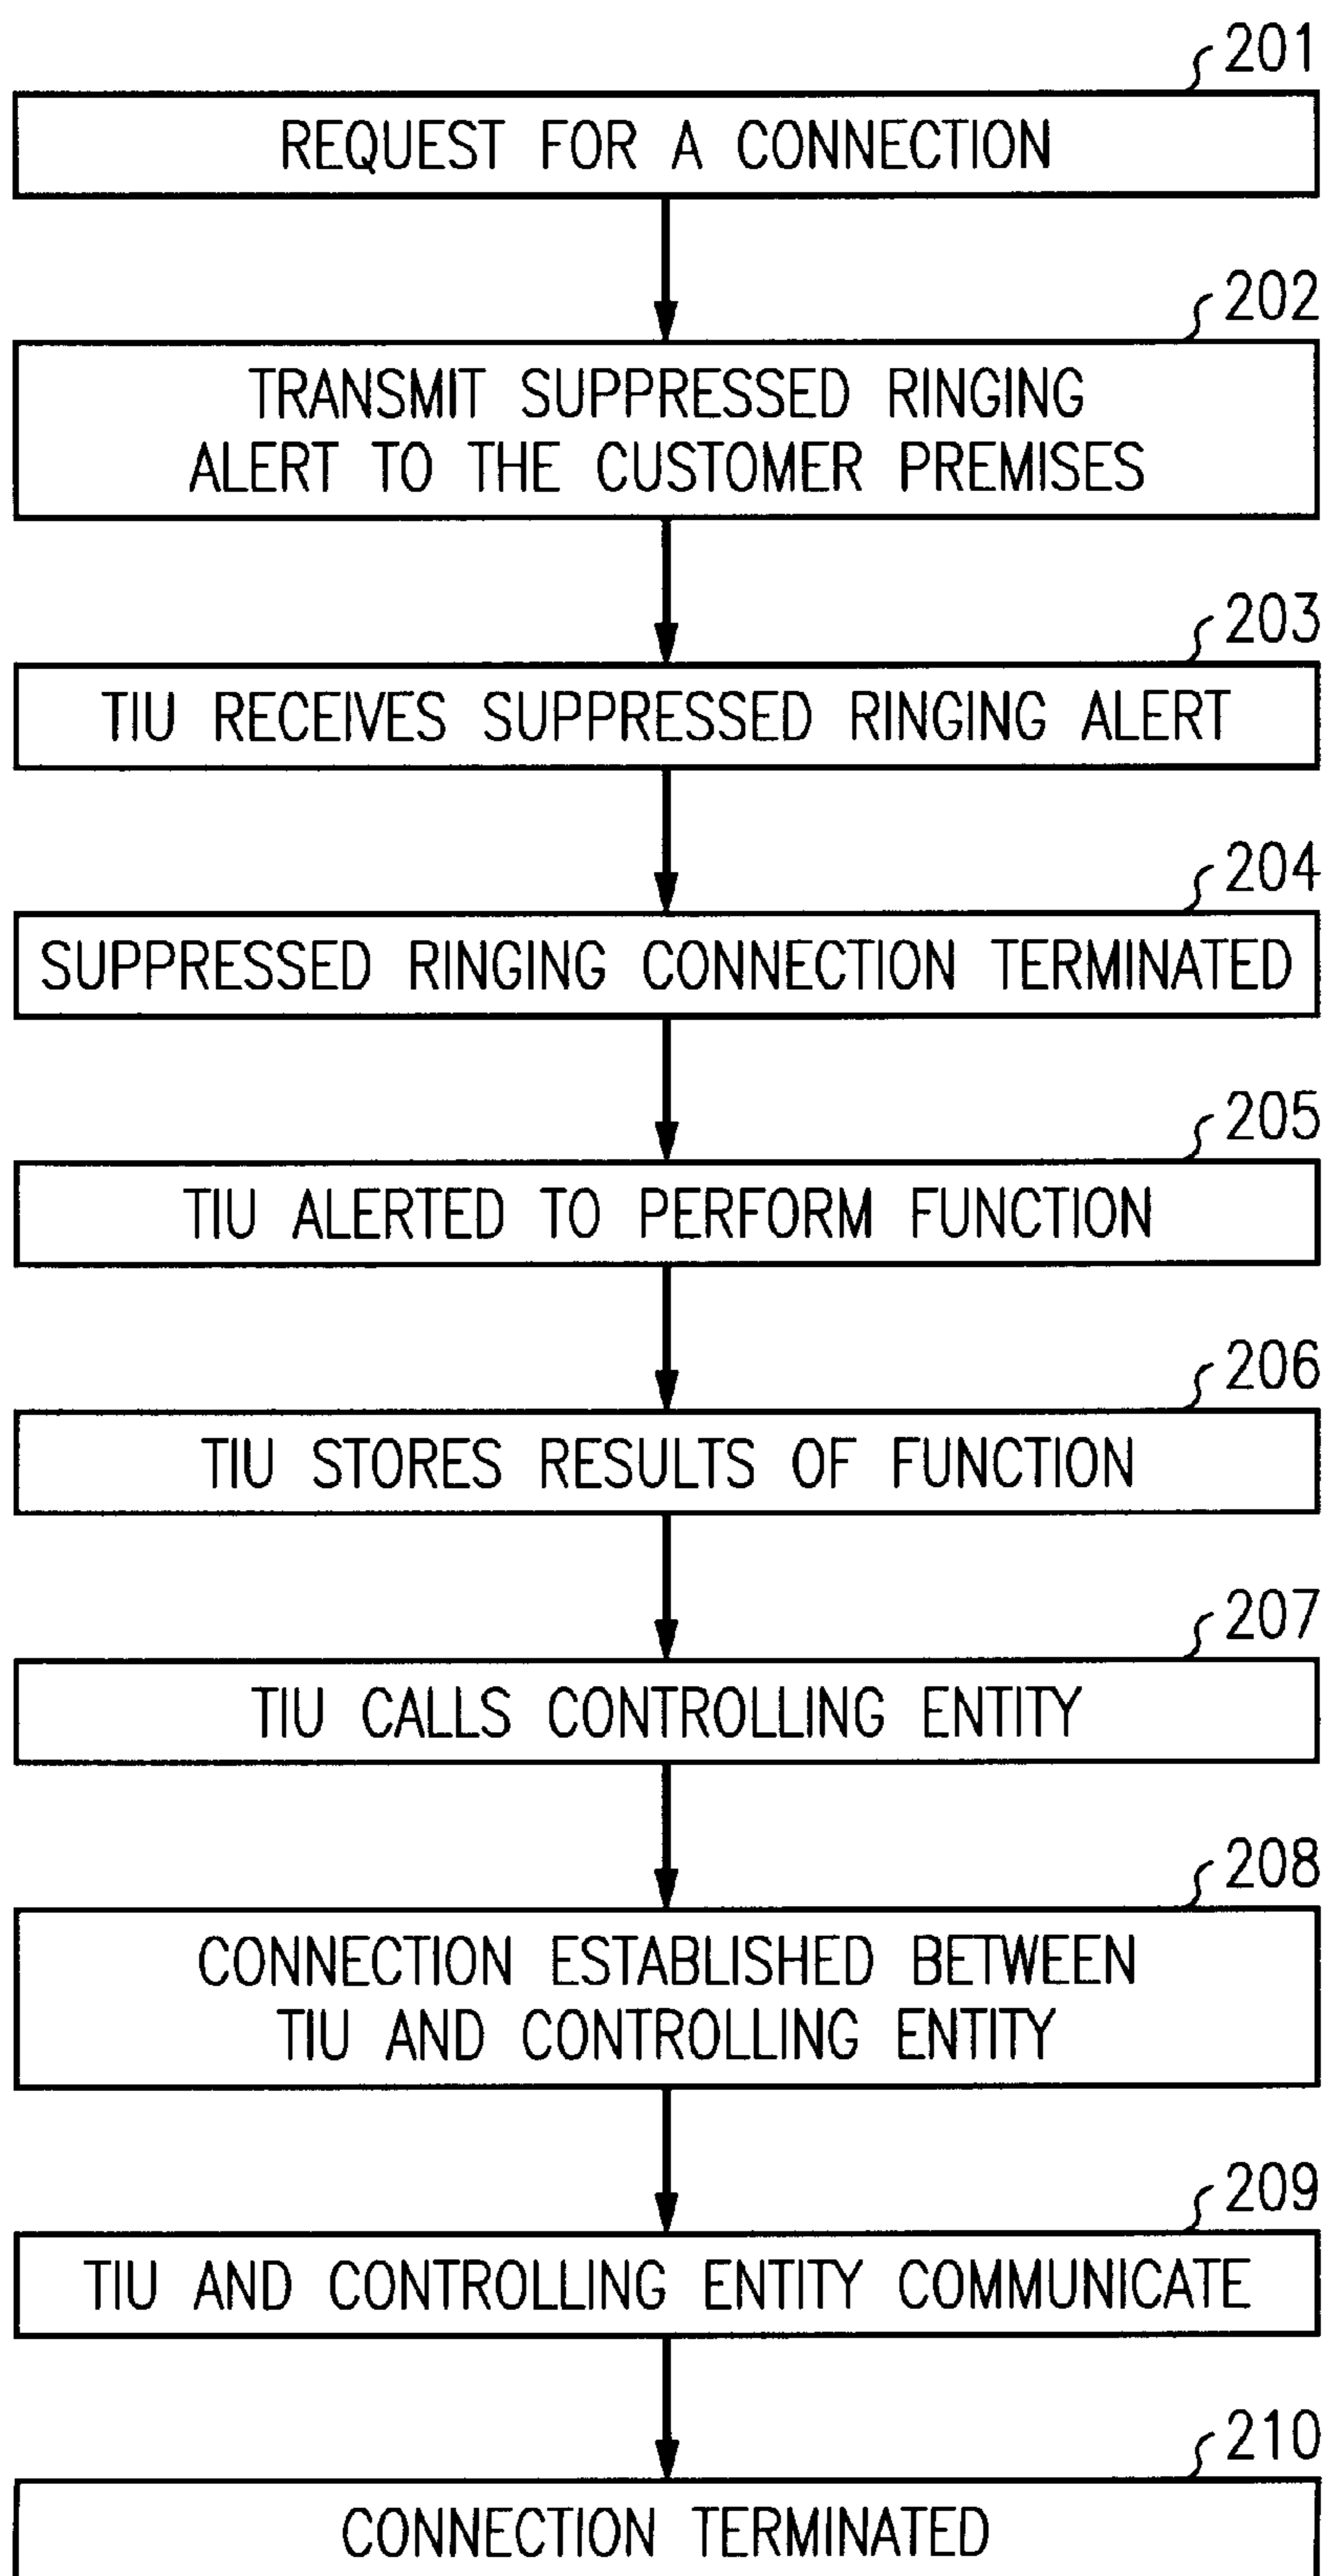 201
REQUEST FOR A CONNECTION
202
TRANSMIT SUPPRESSED RINGING
ALERT TO THE CUSTOMER PREMISES
203
TIU RECEIVES SUPPRESSED RINGING ALERT
204
SUPPRESSED RINGING CONNECTION TERMINATED
205
TIU ALERTED TO PERFORM FUNCTION
206
TIU STORES RESULTS OF FUNCTION
207
TIU CALLS CONTROLLING ENTITY
208
CONNECTION ESTABLISHED BETWEEN
TIU AND CONTROLLING ENTITY
209
TIU AND CONTROLLING ENTITY COMMUNICATE
210
CONNECTION TERMINATED